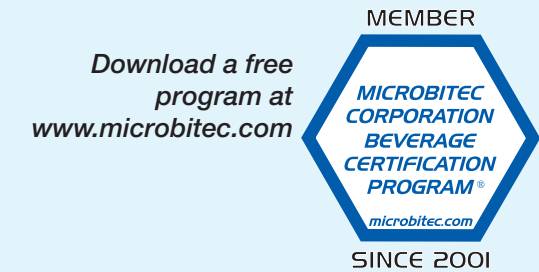 Download a free
program at
www.microbitec.com
MEMBER
MICROBITEC
CORPORATION
BEVERAGE
CERTIFICATION
PROGRAM ®
microbitec.com
SINCE 2001